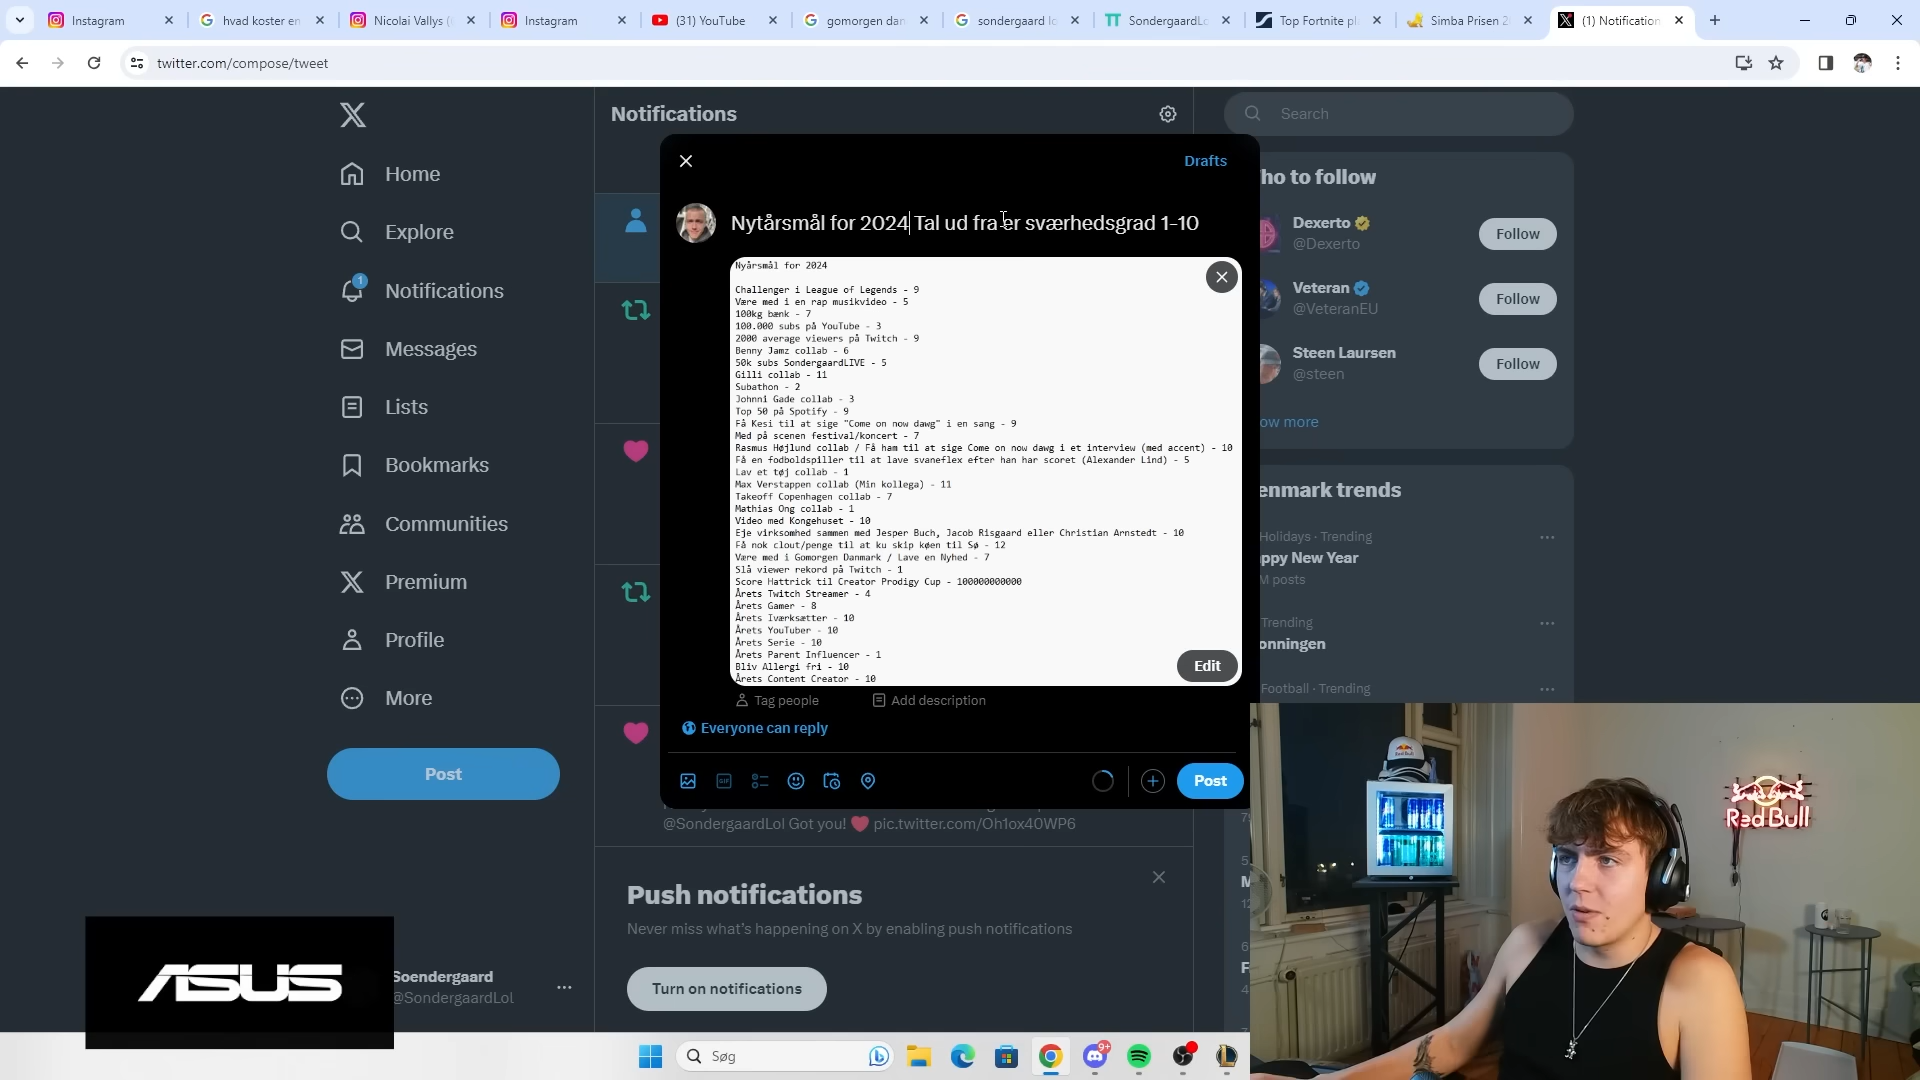 Instagram
hvad koster en
Nicolai Vallys (
Instagram
(31) YouTube
gomorgen dan
sondergaard lo
SondergaardLo
Top Fortnite pl
Simba Prisen 2
(1) Notification
twitter.com/compose/tweet
Home
Explore
1
Notifications
Messages
Lists
Bookmarks
Communities
Premium
Profile
More
Post
Notifications
Search
Drafts
Nytårsmål for 2024 Tal ud fra er sværhedsgrad 1-10
Nyårsmål for 2024
Challenger i League of Legends - 9
Være med i en rap musikvideo - 5
100kg bænk - 7
100.000 subs på YouTube - 3
2000 average viewers på Twitch - 9
Benny Jamz collab - 6
50k subs SondergaardLIVE - 5
Gilli collab - 11
Subathon - 2
Johnni Gade collab - 3
Top 50 på Spotify - 9
Få Kesi til at sige "Come on now dawg" i en sang - 9
Med på scenen festival/koncert - 7
Rasmus Højlund collab / Få ham til at sige Come on now dawg i et interview (med accent) - 10
Få en fodboldspiller til at lave svaneflex efter han har scoret (Alexander Lind) - 5
Lav et tøj collab - 1
Max Verstappen collab (Min kollega) - 11
Takeoff Copenhagen collab - 7
Mathias Ong collab - 1
Video med Kongehuset - 10
Eje virksomhed sammen med Jesper Buch, Jacob Risgaard eller Christian Arnstedt - 10
Få nok clout/penge til at ku skip køen til Sø - 12
Være med i Gomorgen Danmark / Lave en Nyhed - 7
Slå viewer rekord på Twitch - 1
Score Hattrick til Creator Prodigy Cup - 100000000000
Årets Twitch Streamer - 4
Årets Gamer - 8
Årets Iværksætter - 10
Årets YouTuber - 10
Årets Serie - 10
Årets Parent Influencer - 1
Bliv Allergi fri - 10
Årets Content Creator - 10
Edit
Tag people
Add description
Everyone can reply
GIF
Post
@SondergaardLol Got you! ❤️ pic.twitter.com/Oh1ox40WP6
Push notifications
Never miss what's happening on X by enabling push notifications
Turn on notifications
ho to follow
Dexerto
@Dexerto
Follow
Veteran
@VeteranEU
Follow
Steen Laursen
@steen
Follow
ow more
enmark trends
Holidays · Trending
ppy New Year
M posts
Trending
onningen
Football · Trending
ASUS
Soendergaard
@SondergaardLol
Søg
9+
Red Bull
Red Bull